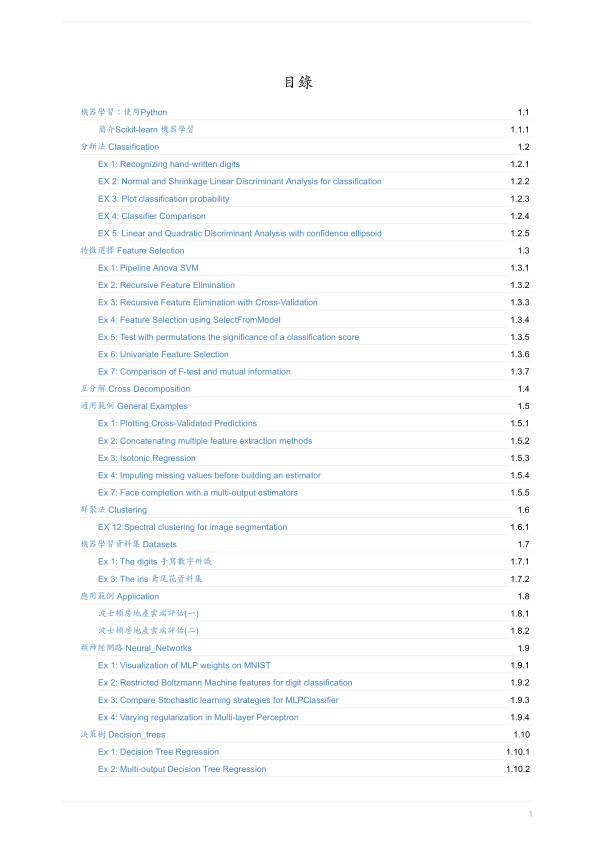 目錄
機器學習：使用Python 1.1
簡介Scikit-learn 機器學習 1.1.1
分類法 Classification 1.2
Ex 1: Recognizing hand-written digits 1.2.1
EX 2: Normal and Shrinkage Linear Discriminant Analysis for classification 1.2.2
EX 3: Plot classification probability 1.2.3
EX 4: Classifier Comparison 1.2.4
EX 5: Linear and Quadratic Discriminant Analysis with confidence ellipsoid 1.2.5
特徵選擇 Feature Selection 1.3
Ex 1: Pipeline Anova SVM 1.3.1
Ex 2: Recursive Feature Elimination 1.3.2
Ex 3: Recursive Feature Elimination with Cross-Validation 1.3.3
Ex 4: Feature Selection using SelectFromModel 1.3.4
Ex 5: Test with permutations the significance of a classification score 1.3.5
Ex 6: Univariate Feature Selection 1.3.6
Ex 7: Comparison of F-test and mutual information 1.3.7
互分解 Cross Decomposition 1.4
通用範例 General Examples 1.5
Ex 1: Plotting Cross-Validated Predictions 1.5.1
Ex 2: Concatenating multiple feature extraction methods 1.5.2
Ex 3: Isotonic Regression 1.5.3
Ex 4: Imputing missing values before building an estimator 1.5.4
Ex 7: Face completion with a multi-output estimators 1.5.5
群聚法 Clustering 1.6
EX 12:Spectral clustering for image segmentation 1.6.1
機器學習資料集 Datasets 1.7
Ex 1: The digits 手寫數字辨識 1.7.1
Ex 3: The iris 鳶尾花資料集 1.7.2
應用範例 Application 1.8
波士頓房地產雲端評估(一) 1.8.1
波士頓房地產雲端評估(二) 1.8.2
類神經網路 Neural_Networks 1.9
Ex 1: Visualization of MLP weights on MNIST 1.9.1
Ex 2: Restricted Boltzmann Machine features for digit classification 1.9.2
Ex 3: Compare Stochastic learning strategies for MLPClassifier 1.9.3
Ex 4: Varying regularization in Multi-layer Perceptron 1.9.4
決策樹 Decision_trees 1.10
Ex 1: Decision Tree Regression 1.10.1
Ex 2: Multi-output Decision Tree Regression 1.10.2
1